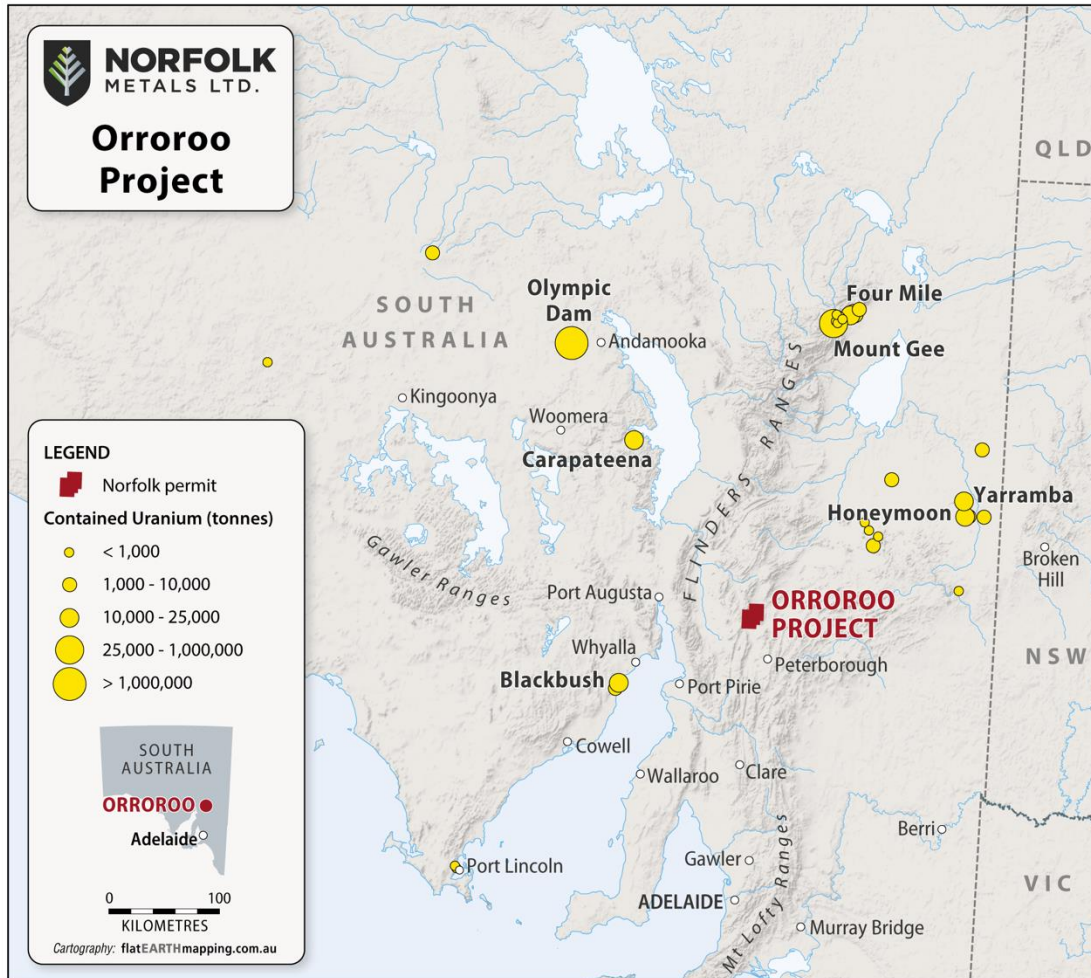 NORFOLK
METALS LTD.
Orroroo
Project
QLD
SOUTH
AUSTRALIA
Olympic
Dam
Andamooka
Four Mile
Mount Gee
Kingoonya
Woomera
Carapateena
FLINDERS RANGES
Yarramba
Honeymoon
Broken
Hill
Gawler Ranges
Port Augusta
ORROROO
PROJECT
Whyalla
Peterborough
NSW
Blackbush
Port Pirie
Cowell
Wallaroo
Clare
Berri
Port Lincoln
Gawler
ADELAIDE
Mt Lofty Ranges
VIC
Murray Bridge
LEGEND
Norfolk permit
Contained Uranium (tonnes)
< 1,000
1,000 - 10,000
10,000 - 25,000
25,000 - 1,000,000
> 1,000,000
SOUTH
AUSTRALIA
ORROROO
Adelaide
0 100
KILOMETRES
Cartography: flatEARTHmapping.com.au